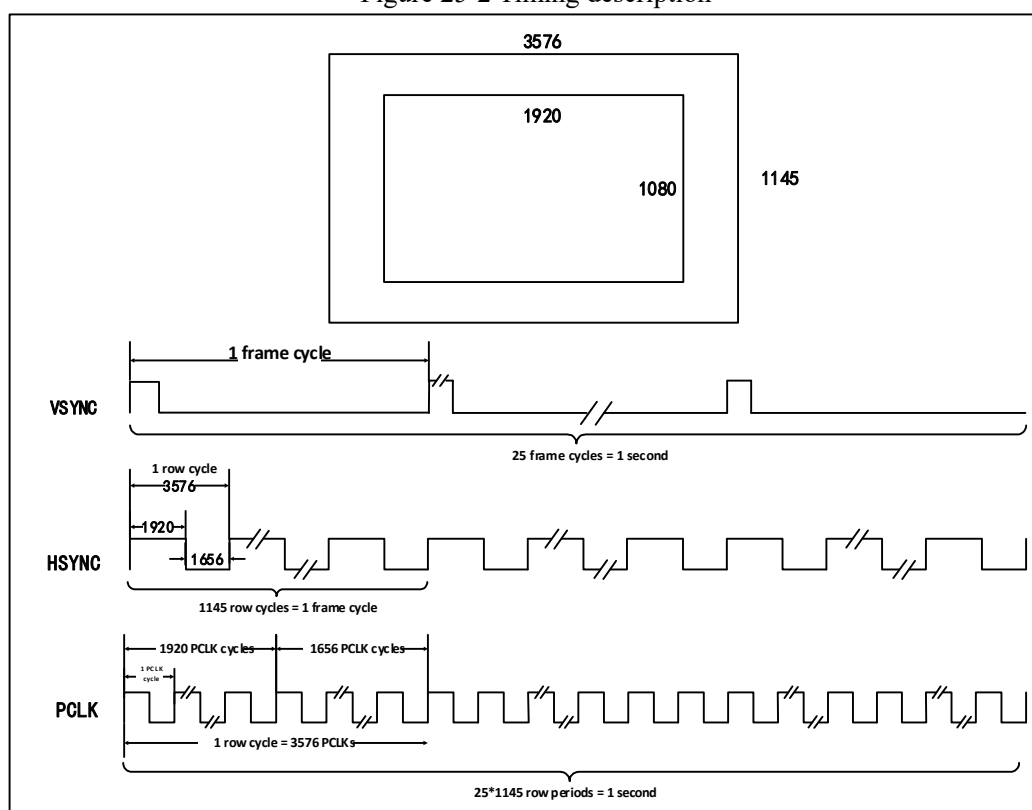 Figure 25-2 Timing description
3576
1920
1080
1145
1 frame cycle
VSYNC
25 frame cycles = 1 second
1 row cycle
3576
1920
1656
HSYNC
1145 row cycles = 1 frame cycle
1920 PCLK cycles
1656 PCLK cycles
1 PCLK
cycle
PCLK
1 row cycle = 3576 PCLKs
25*1145 row periods = 1 second